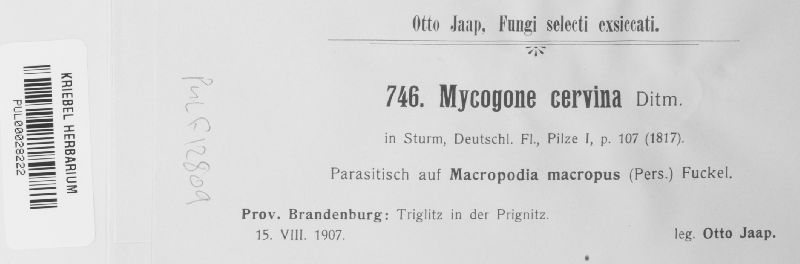 Otto Jaap, Fungi selecti exsiccati.
746. Mycogone cervina Ditm.
in Sturm, Deutschl. Fl., Pilze I, p. 107 (1817).
Parasitisch auf Macropodia macropus (Pers.) Fuckel.
Prov. Brandenburg: Triglitz in der Prignitz.
15. VIII. 1907.
leg. Otto Jaap.
KRIEBEL HERBARIUM
PUL00028222
PUL F12809